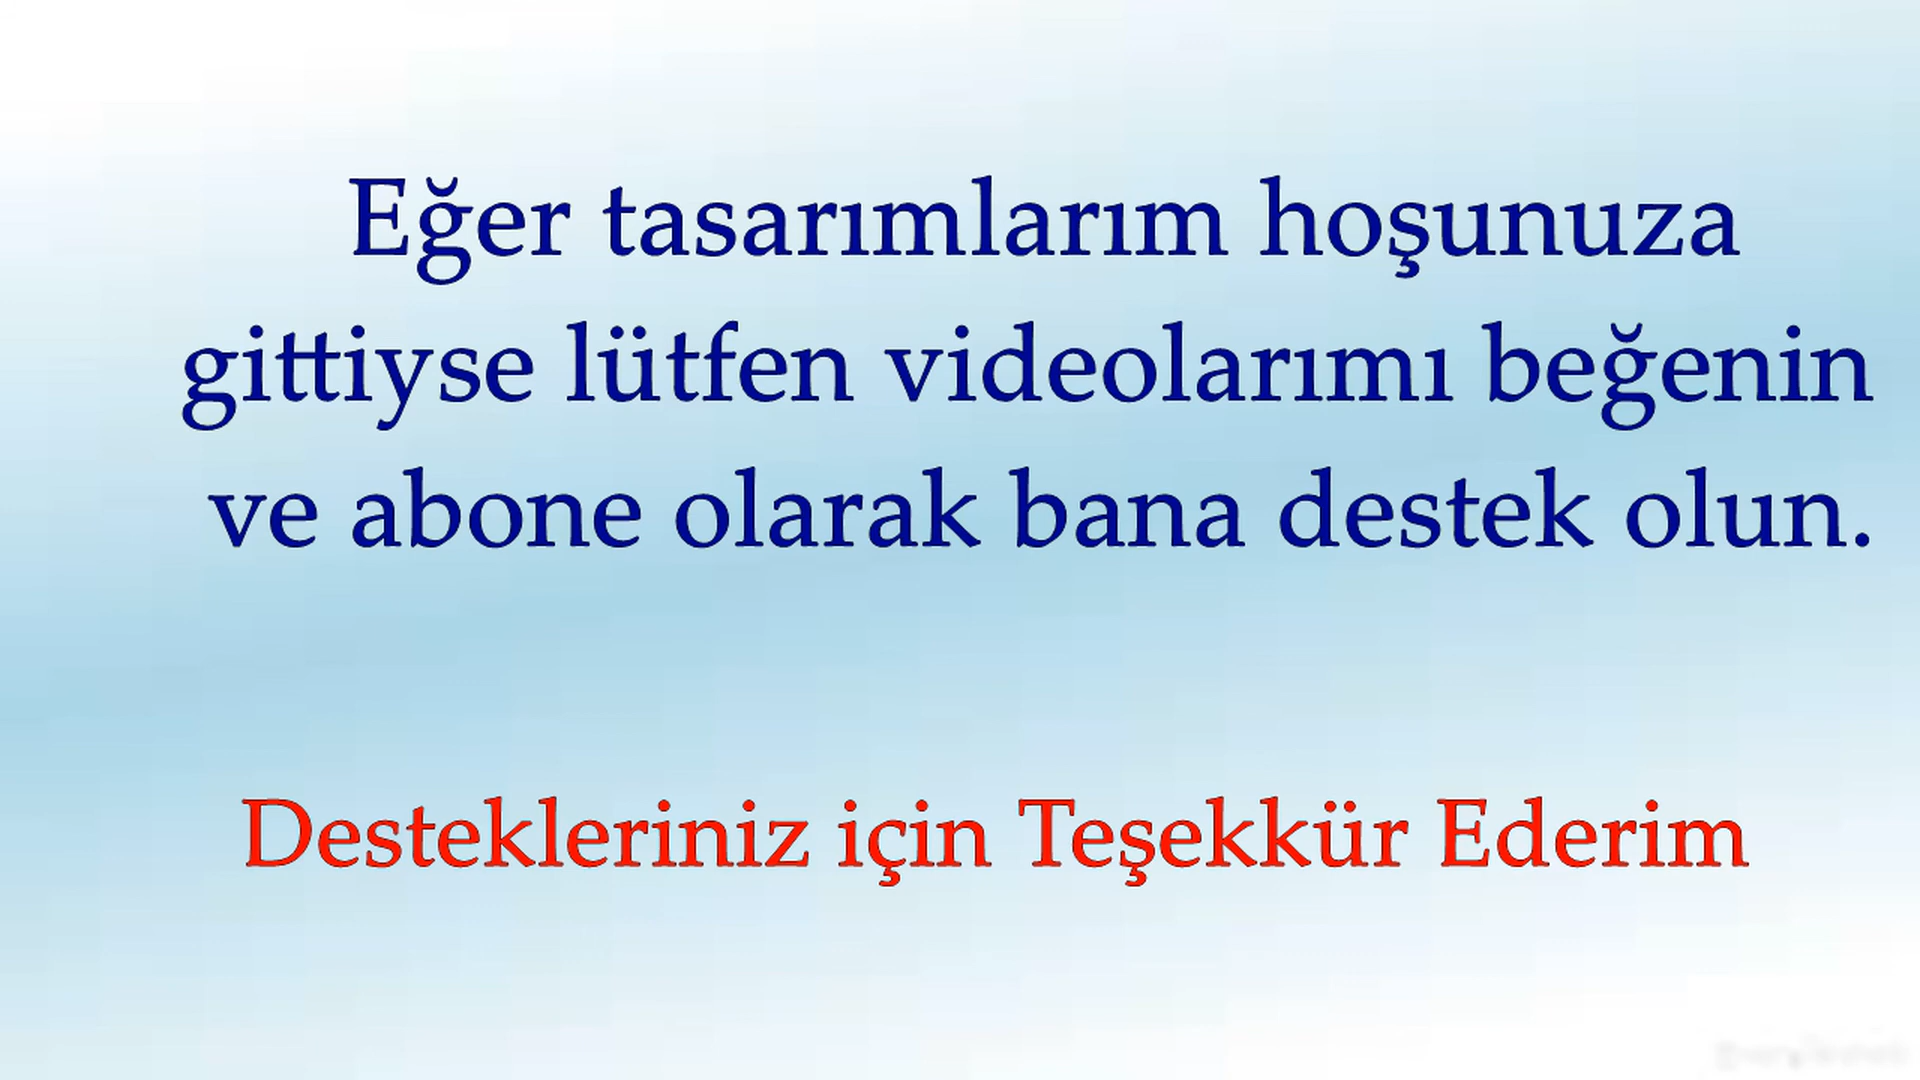 Eğer tasarımlarım hoşunuza
gittiyse lütfen videolarımı beğenin
ve abone olarak bana destek olun.
Destekleriniz için Teşekkür Ederim